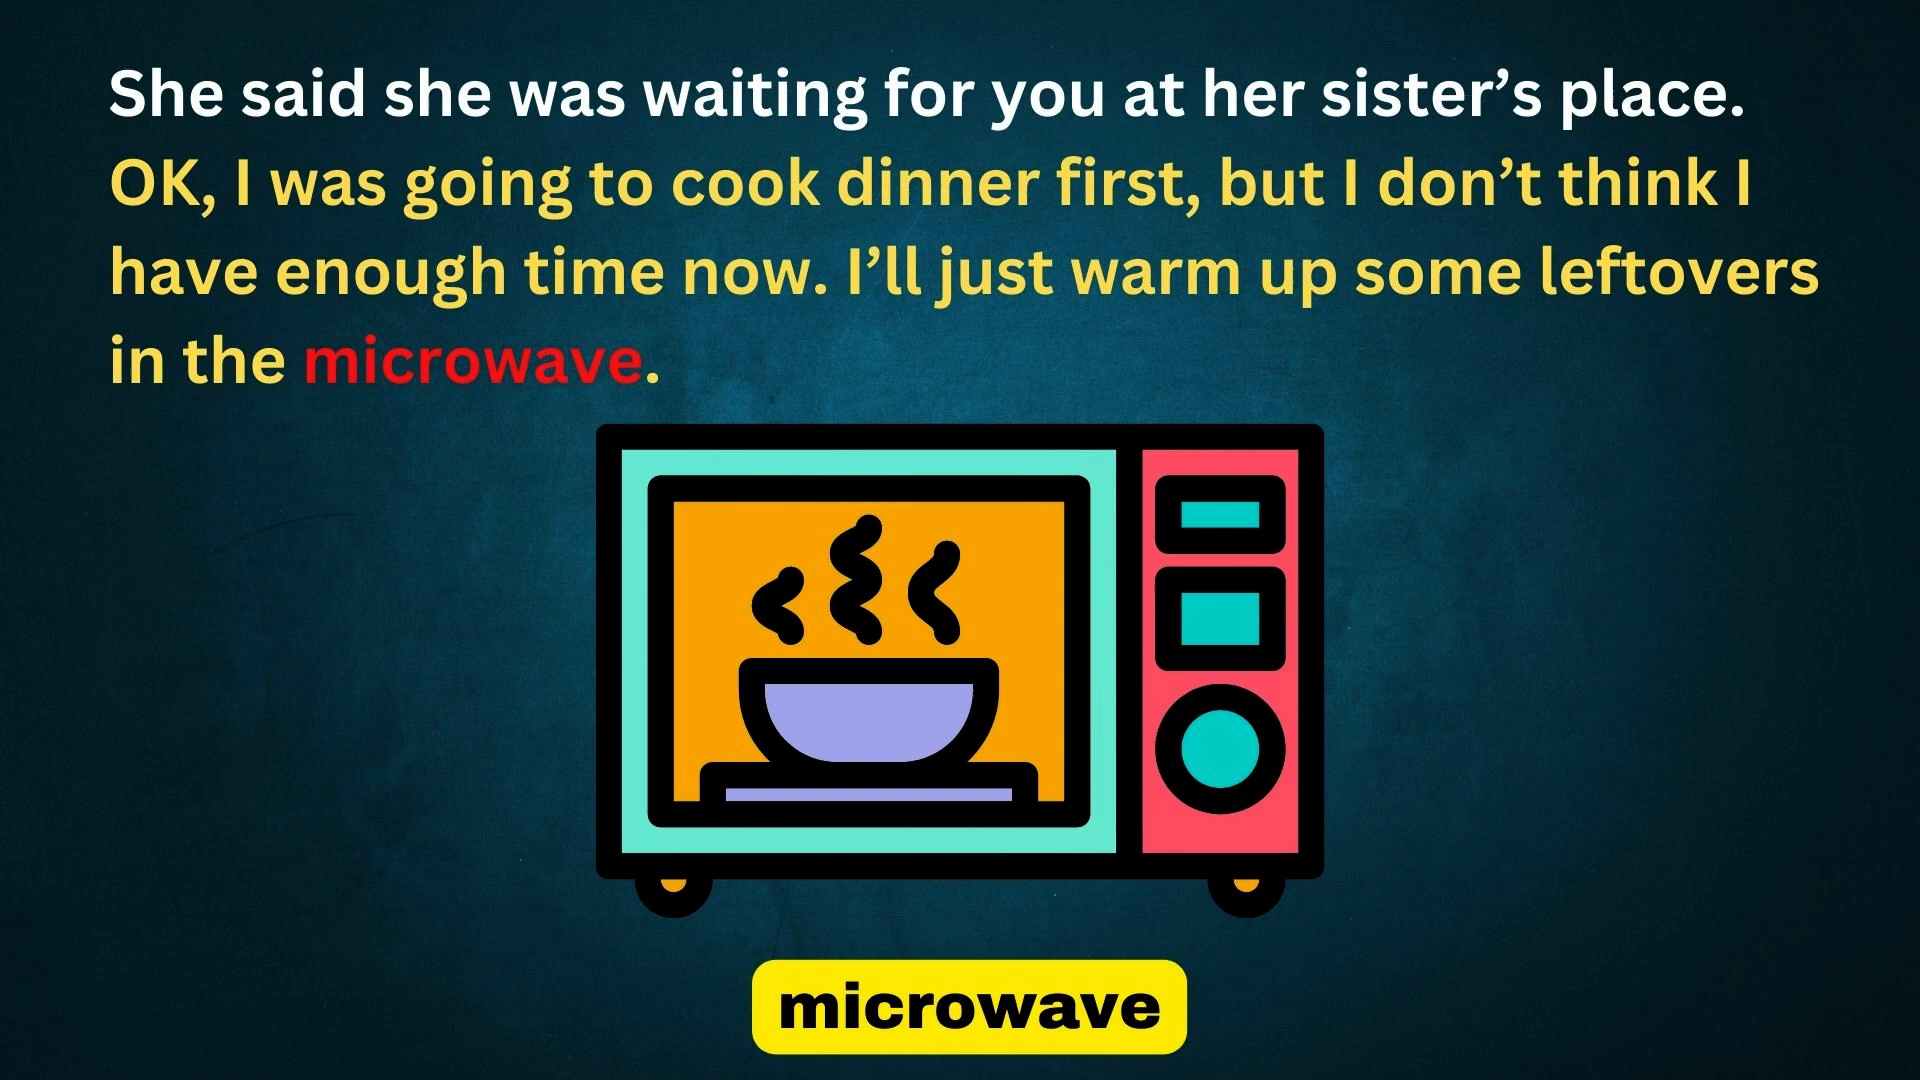 She said she was waiting for you at her sister’s place.
OK, I was going to cook dinner first, but I don’t think I
have enough time now. I’ll just warm up some leftovers
in the microwave.
microwave